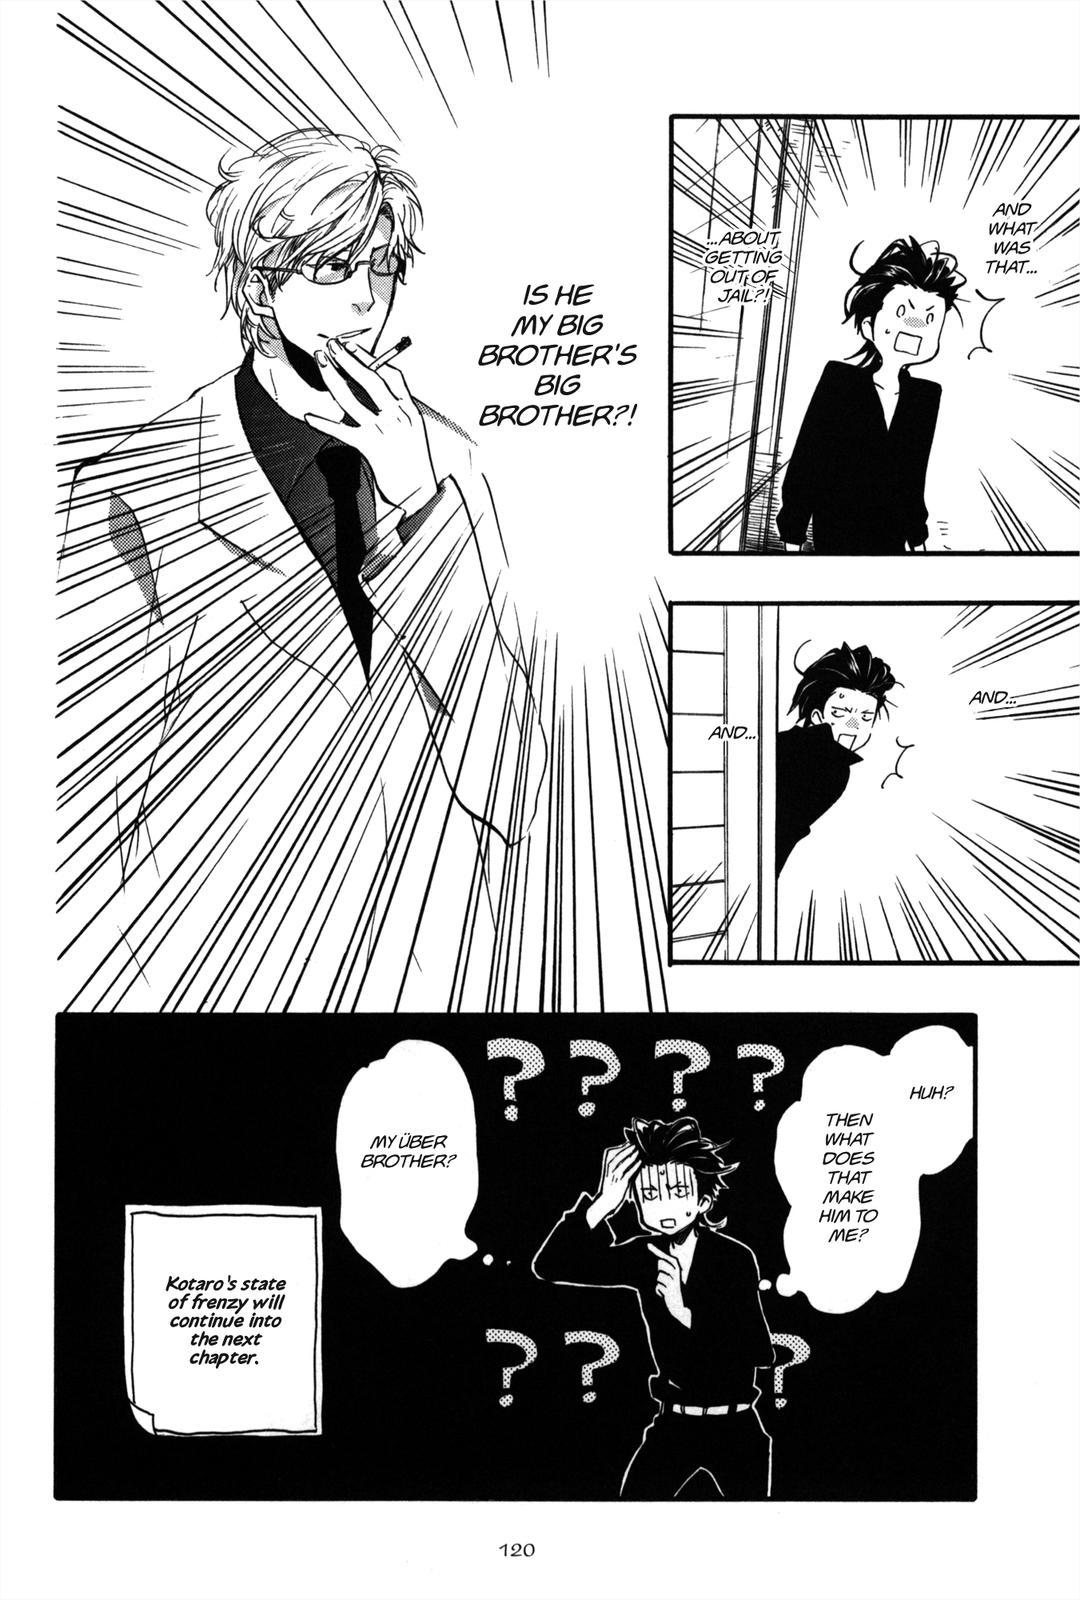 AND
WHAT
WAS
THAT...
...ABOUT
GETTING
OUT OF
JAIL?!
AND...
AND...
IS HE
MY BIG
BROTHER'S
BIG
BROTHER?!
HUH?
THEN
WHAT
DOES
THAT
MAKE
HIM TO
ME?
? ? ? ?
MY ÜBER
BROTHER?
? ? ?
Kotaro's state
of frenzy will
continue into
the next
chapter.
120